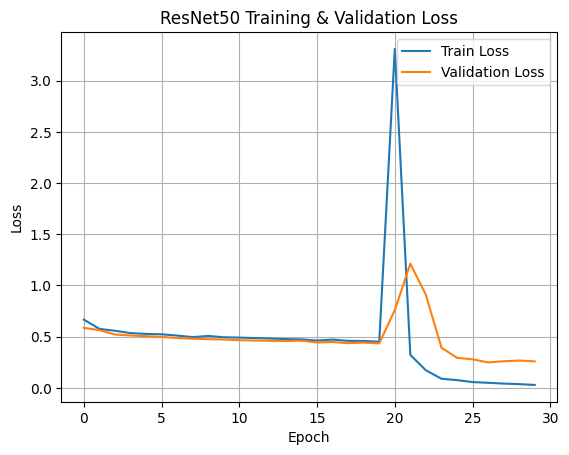 ResNet50 Training & Validation Loss
Train Loss
Validation Loss
3.0
2.5
2.0
1.5
1.0
0.5
0.0
Loss
0 5 10 15 20 25 30
Epoch